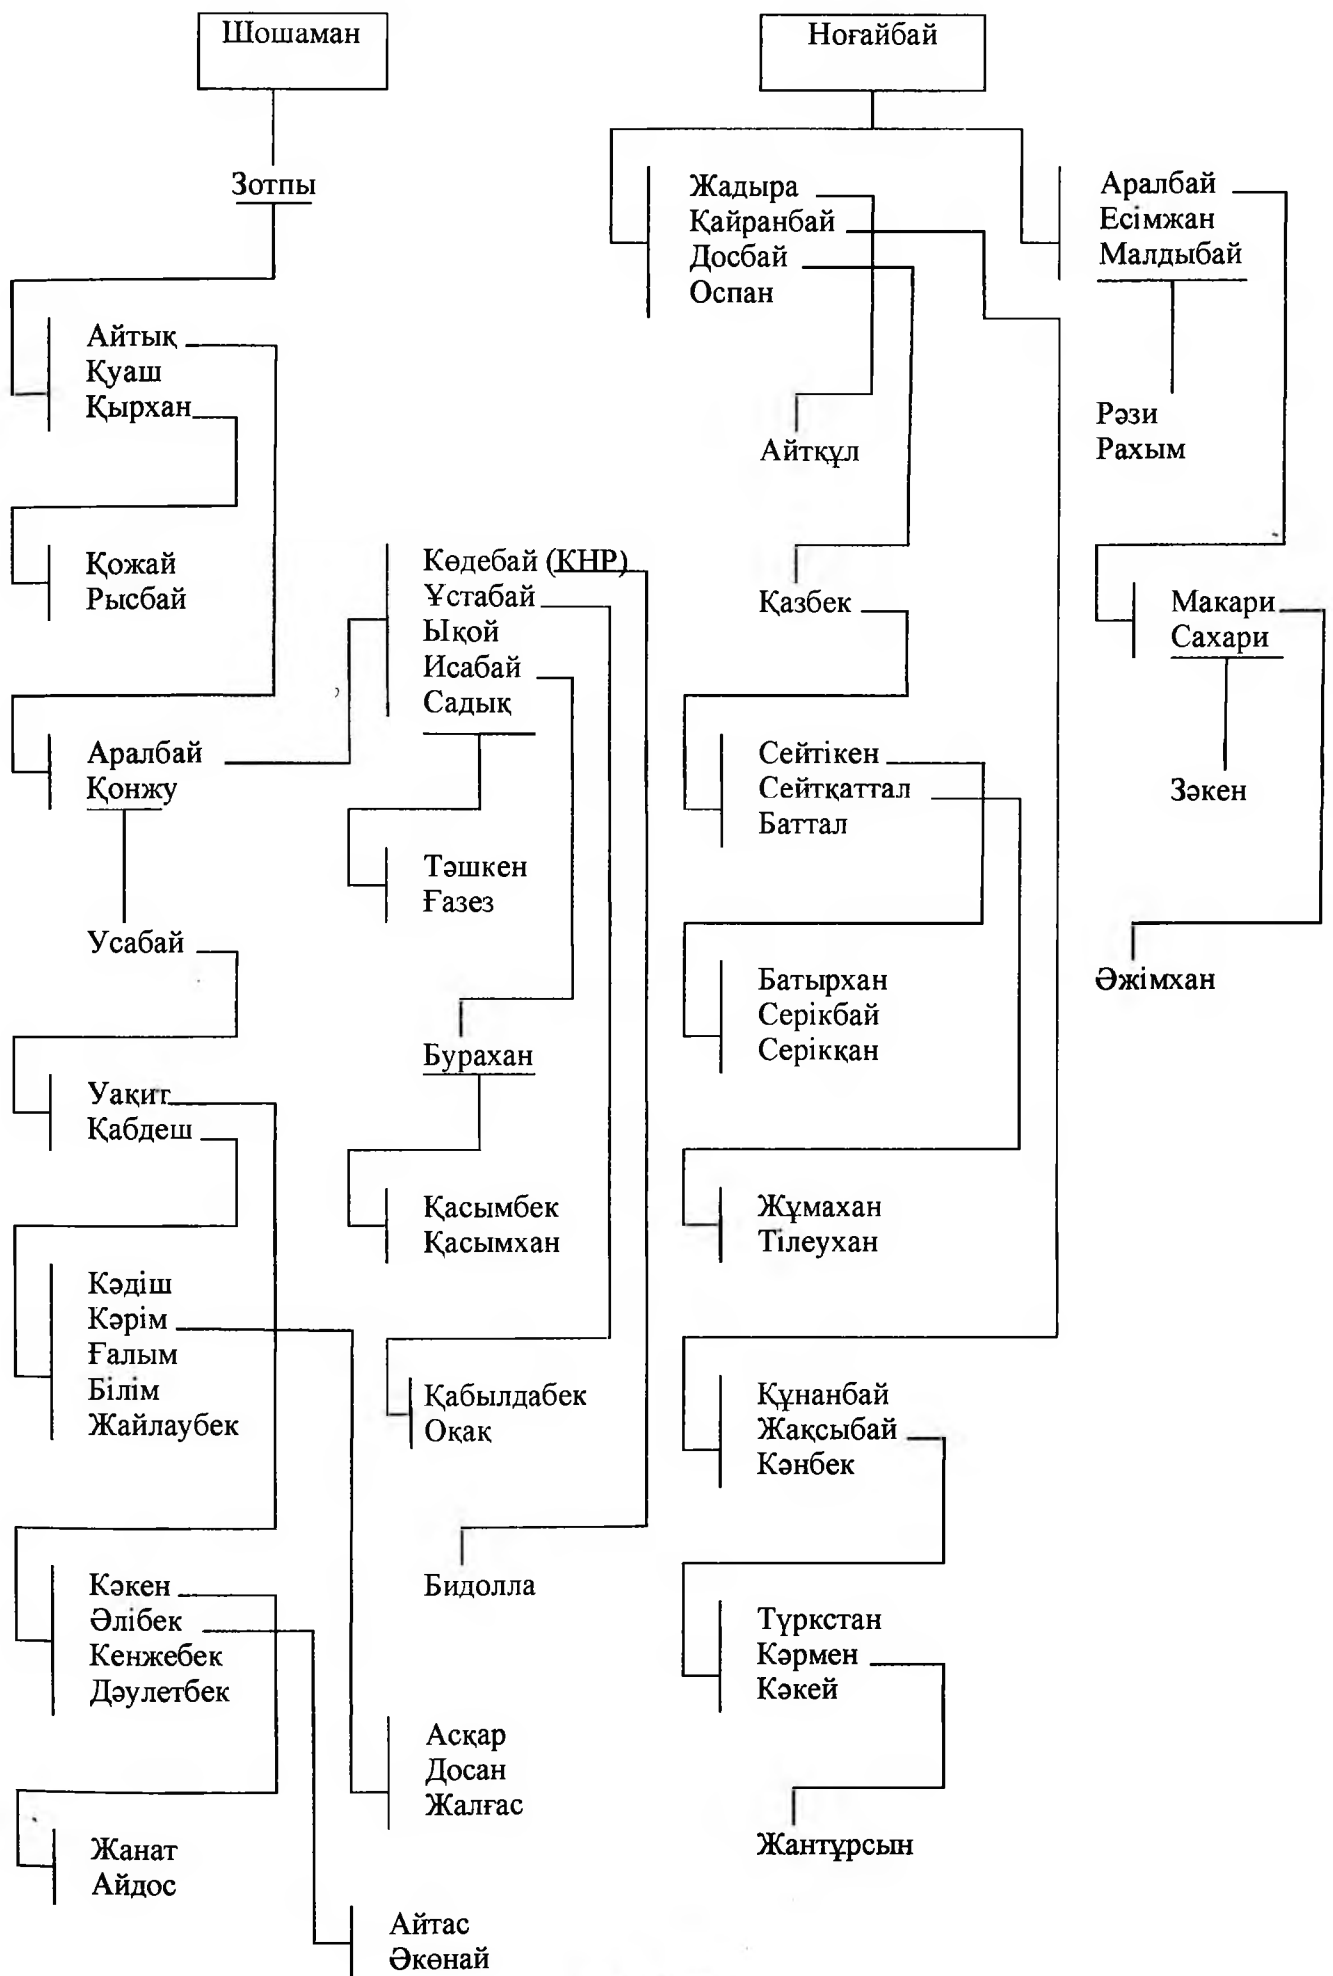 Шошаман
Зотпы
Айтық
Қуаш
Қырхан
Қожай
Рысбай
Аралбай
Қонжу
Усабай
Уақит
Қабдеш
Кәдіш
Кәрім
Ғалым
Білім
Жайлаубек
Кәкен
Әлібек
Кенжебек
Дәулетбек
Жанат
Айдос
Көдебай (КНР)
Ұстабай
Ықой
Исабай
Садық
Тәшкен
Ғазез
Бурахан
Қасымбек
Қасымхан
Қабылдабек
Оқақ
Бидолла
Асқар
Досан
Жалғас
Айтас
Әкөнай
Ноғайбай
Жадыра
Қайранбай
Досбай
Оспан
Айтқұл
Қазбек
Сейтікен
Сейтқаттал
Баттал
Батырхан
Серікбай
Серікқан
Жұмахан
Тілеухан
Құнанбай
Жақсыбай
Кәнбек
Түркстан
Кәрмен
Кәкей
Жантұрсын
Аралбай
Есімжан
Малдыбай
Рәзи
Рахым
Макари
Сахари
Зәкен
Әжімхан